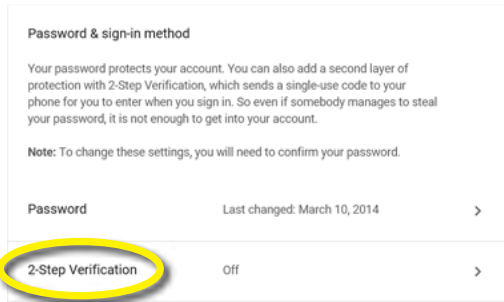 Password & sign-in method
Your password protects your account. You can also add a second layer of
protection with 2-Step Verification, which sends a single-use code to your
phone for you to enter when you sign in. So even if somebody manages to steal
your password, it is not enough to get into your account.
Note: To change these settings, you will need to confirm your password.
Password Last changed: March 10, 2014 >
2-Step Verification Off >